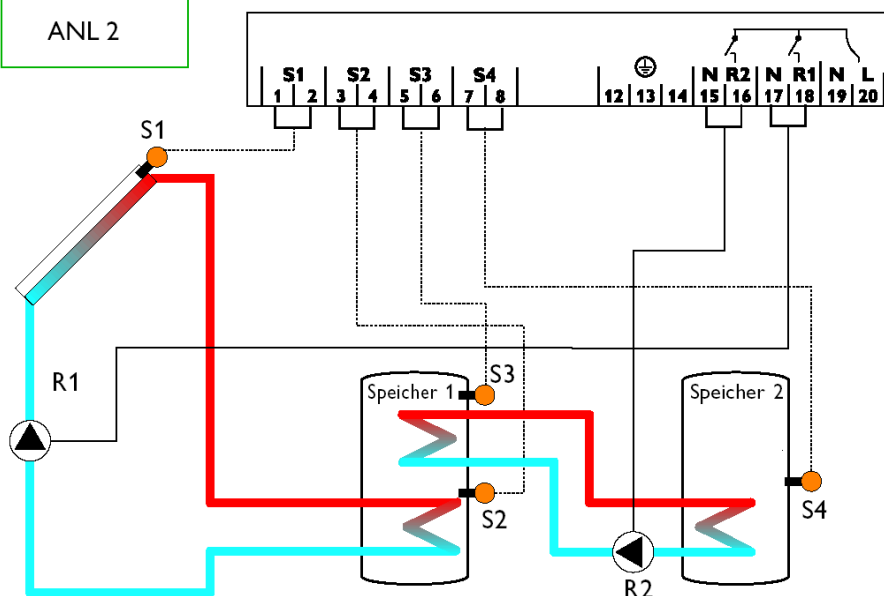 ANL 2
S1 S2 S3 S4 N R2 N R1 N L
1 2 3 4 5 6 7 8 12 13 14 15 16 17 18 19 20
S1
R1
Speicher 1
S3
Speicher 2
S2
S4
R2